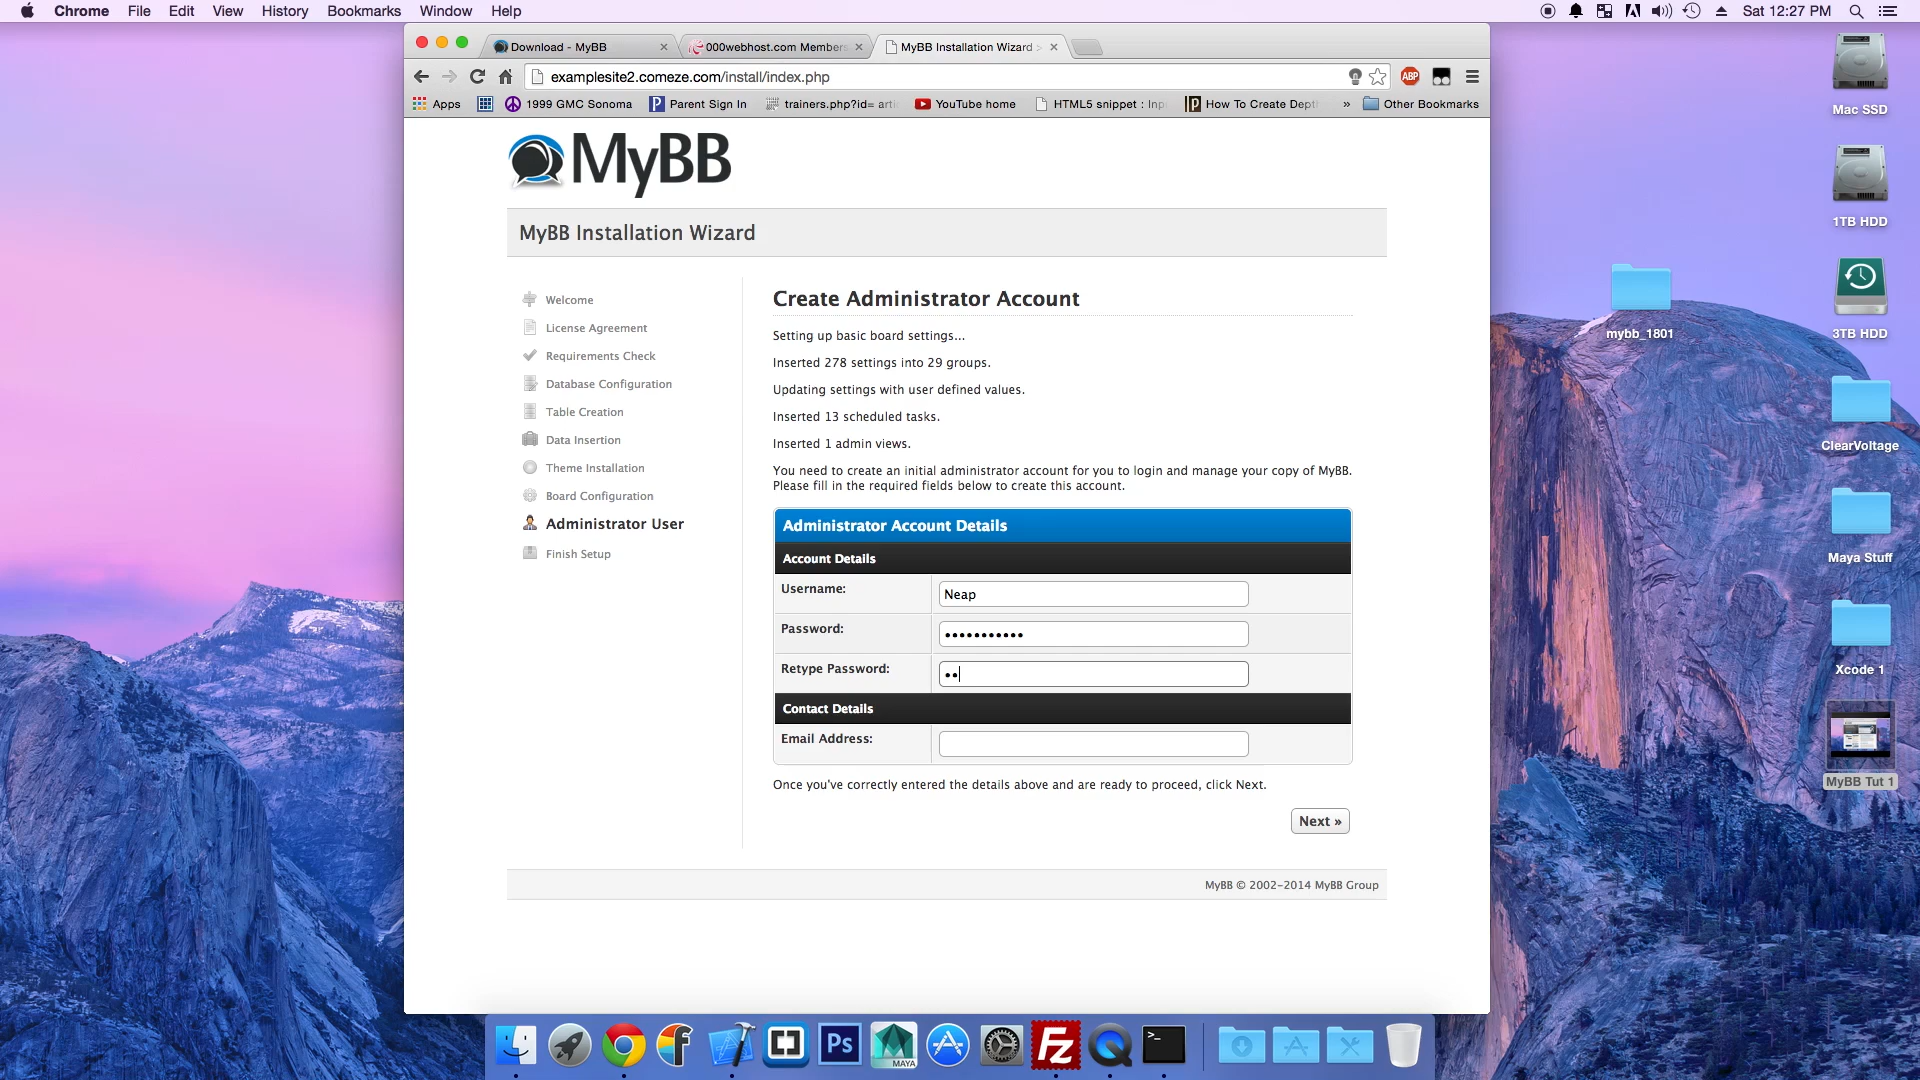 Chrome File Edit View History Bookmarks Window Help
Sat 12:27 PM
Download - MyBB
000webhost.com Members
MyBB Installation Wizard >
examplesite2.comeze.com/install/index.php
ABP
Apps
1999 GMC Sonoma
Parent Sign In
trainers.php?id= arti
YouTube home
HTML5 snippet : Inp
How To Create Depth
» Other Bookmarks
MyBB
MyBB Installation Wizard
Welcome
License Agreement
Requirements Check
Database Configuration
Table Creation
Data Insertion
Theme Installation
Board Configuration
Administrator User
Finish Setup
Create Administrator Account
Setting up basic board settings...
Inserted 278 settings into 29 groups.
Updating settings with user defined values.
Inserted 13 scheduled tasks.
Inserted 1 admin views.
You need to create an initial administrator account for you to login and manage your copy of MyBB.
Please fill in the required fields below to create this account.
Administrator Account Details
Account Details
Username: Neap
Password: •••••••••••
Retype Password: ••
Contact Details
Email Address:
Once you've correctly entered the details above and are ready to proceed, click Next.
Next »
MyBB © 2002-2014 MyBB Group
Mac SSD
1TB HDD
mybb_1801
3TB HDD
ClearVoltage
Maya Stuff
Xcode 1
MyBB Tut 1
Ps
MAYA
Fz
>_